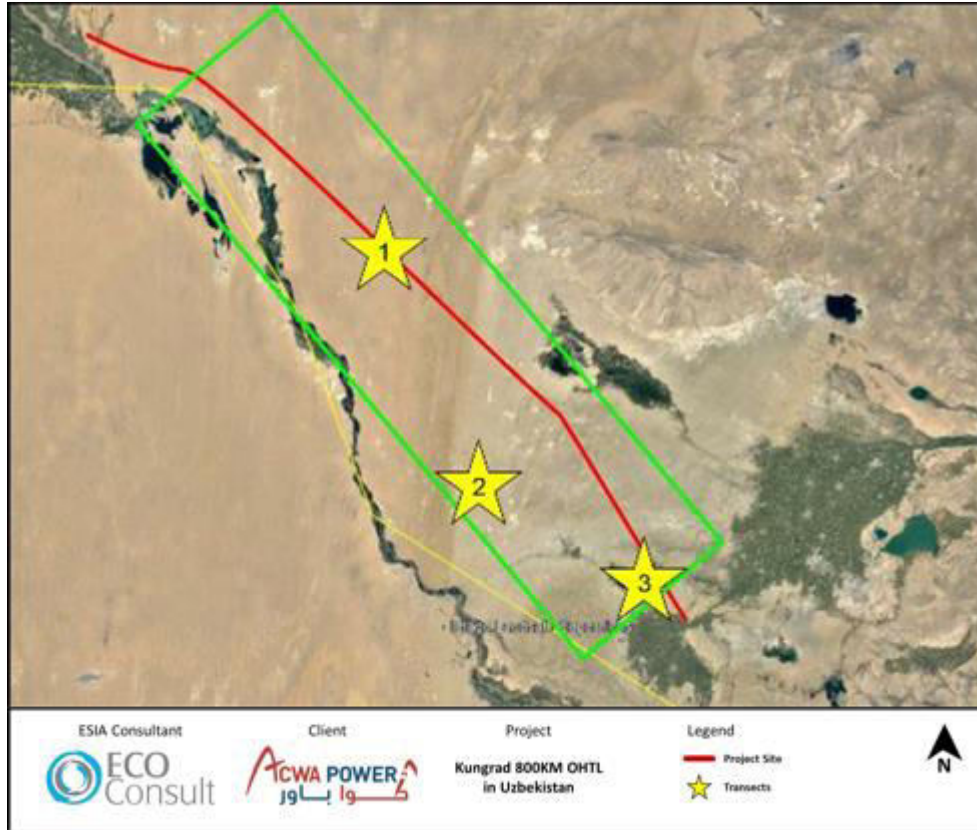 1
2
3
ESIA Consultant
Client
Project
Legend
ECO
Consult
ACWA POWER
أكوا باور
Kungrad 800KM OHTL
in Uzbekistan
Project Site
Transects
N